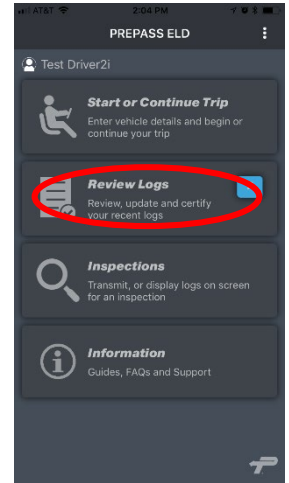 AT&T 2:04 PM
PREPASS ELD
Test Driver2i
Start or Continue Trip
Enter vehicle details and begin or
continue your trip
Review Logs
Review, update and certify
your recent logs
Inspections
Transmit, or display logs on screen
for an inspection
Information
Guides, FAQs and Support